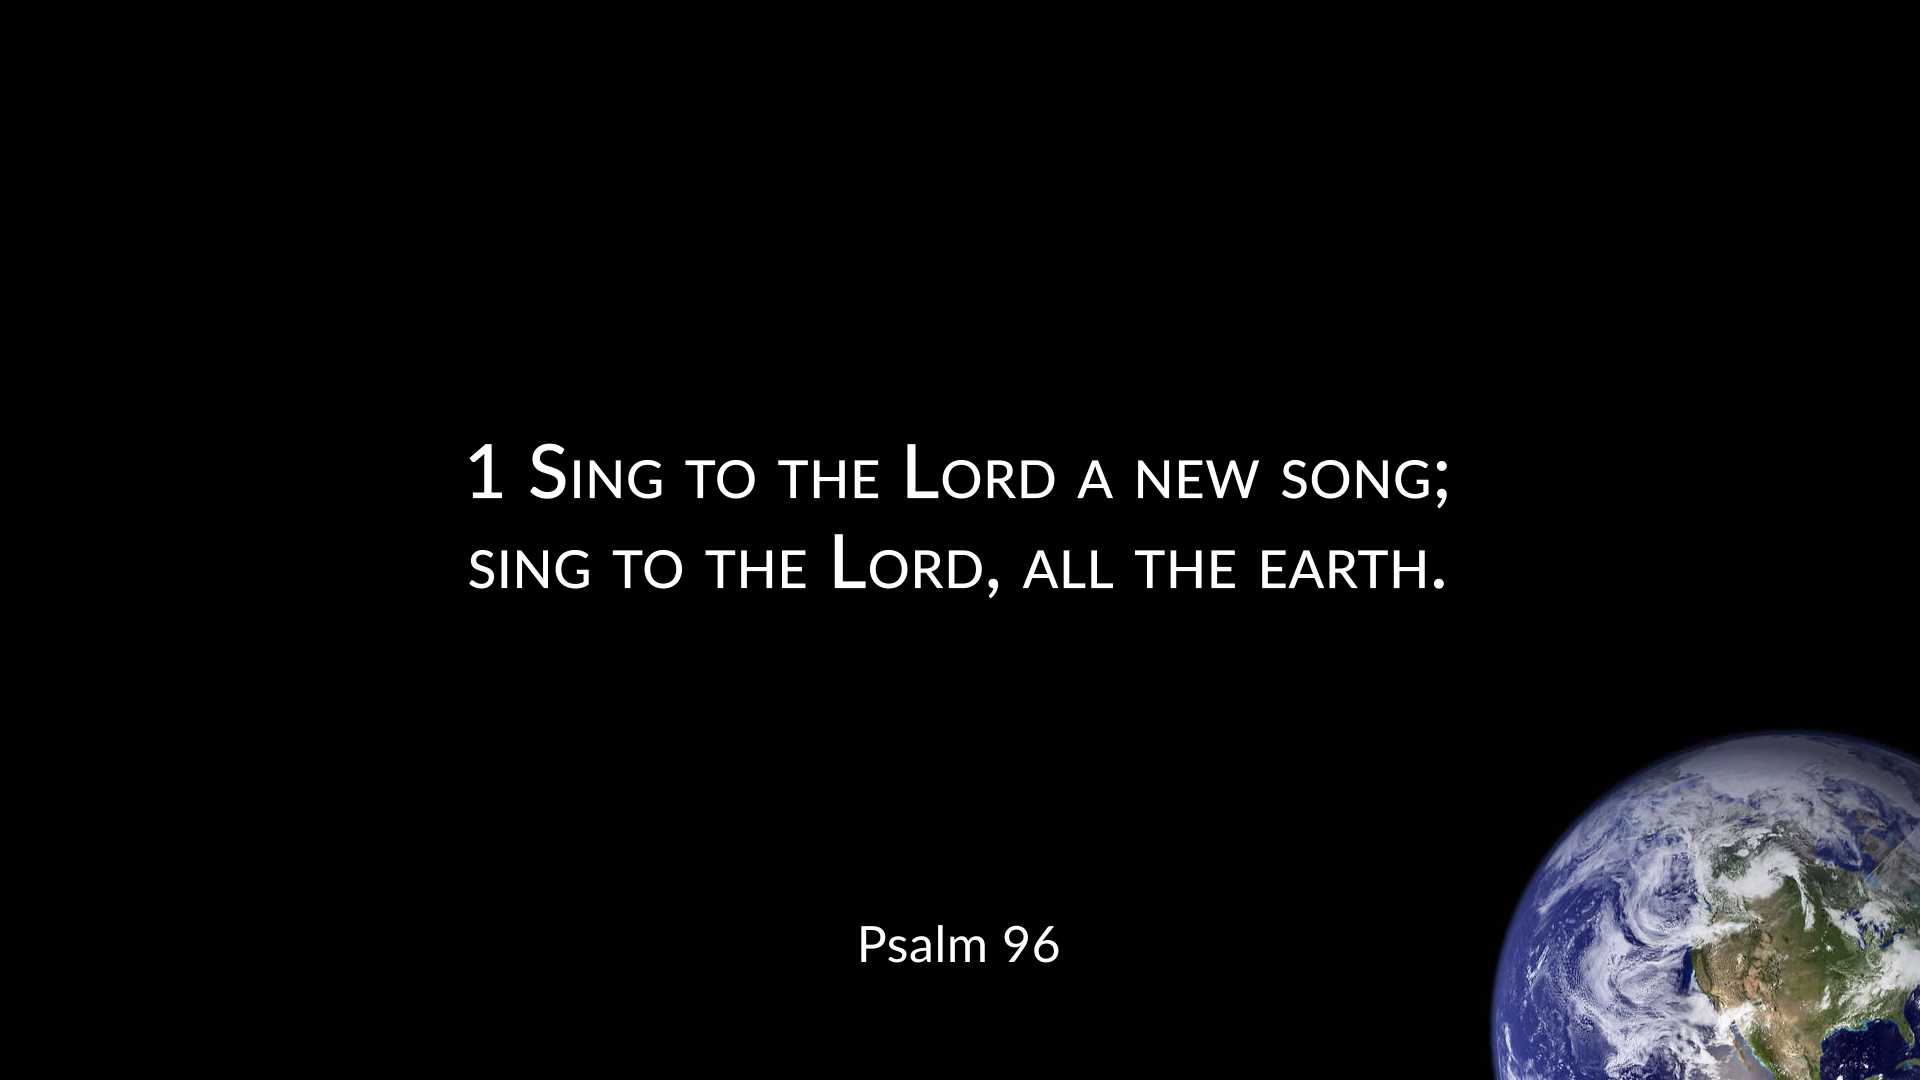 1 Sing to the Lord a new song;
sing to the Lord, all the earth.
Psalm 96